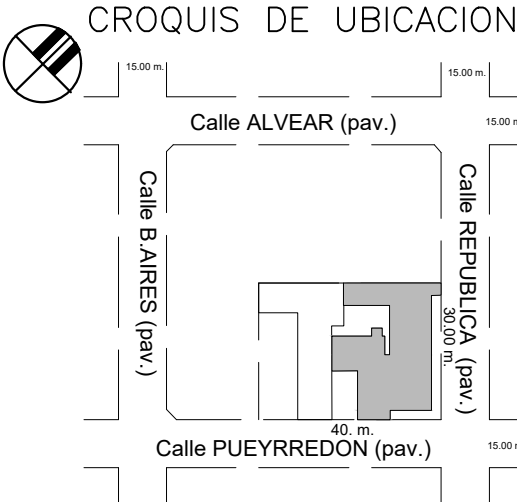 CROQUIS DE UBICACION
15.00 m.
15.00 m.
Calle ALVEAR (pav.)
15.00 m
Calle B.AIRES (pav.)
Calle REPUBLICA (pav.)
30.00 m.
40. m.
Calle PUEYRREDON (pav.)
15.00 m